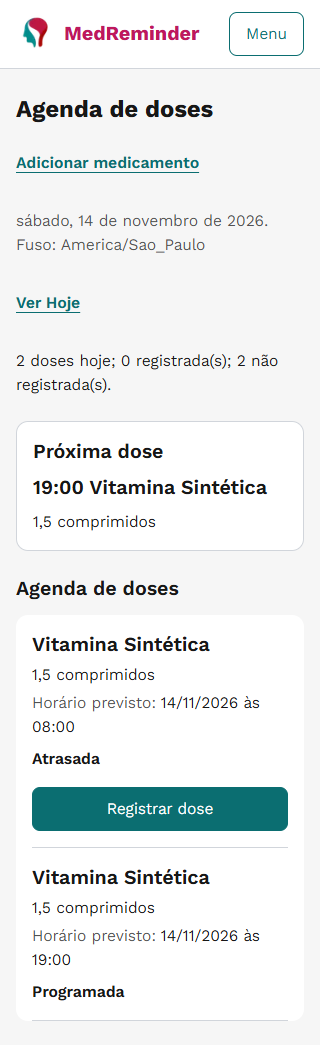 MedReminder
Menu
Agenda de doses
Adicionar medicamento
sábado, 14 de novembro de 2026.
Fuso: America/Sao_Paulo
Ver Hoje
2 doses hoje; 0 registrada(s); 2 não
registrada(s).
Próxima dose
19:00 Vitamina Sintética
1,5 comprimidos
Agenda de doses
Vitamina Sintética
1,5 comprimidos
Horário previsto: 14/11/2026 às
08:00
Atrasada
Registrar dose
Vitamina Sintética
1,5 comprimidos
Horário previsto: 14/11/2026 às
19:00
Programada